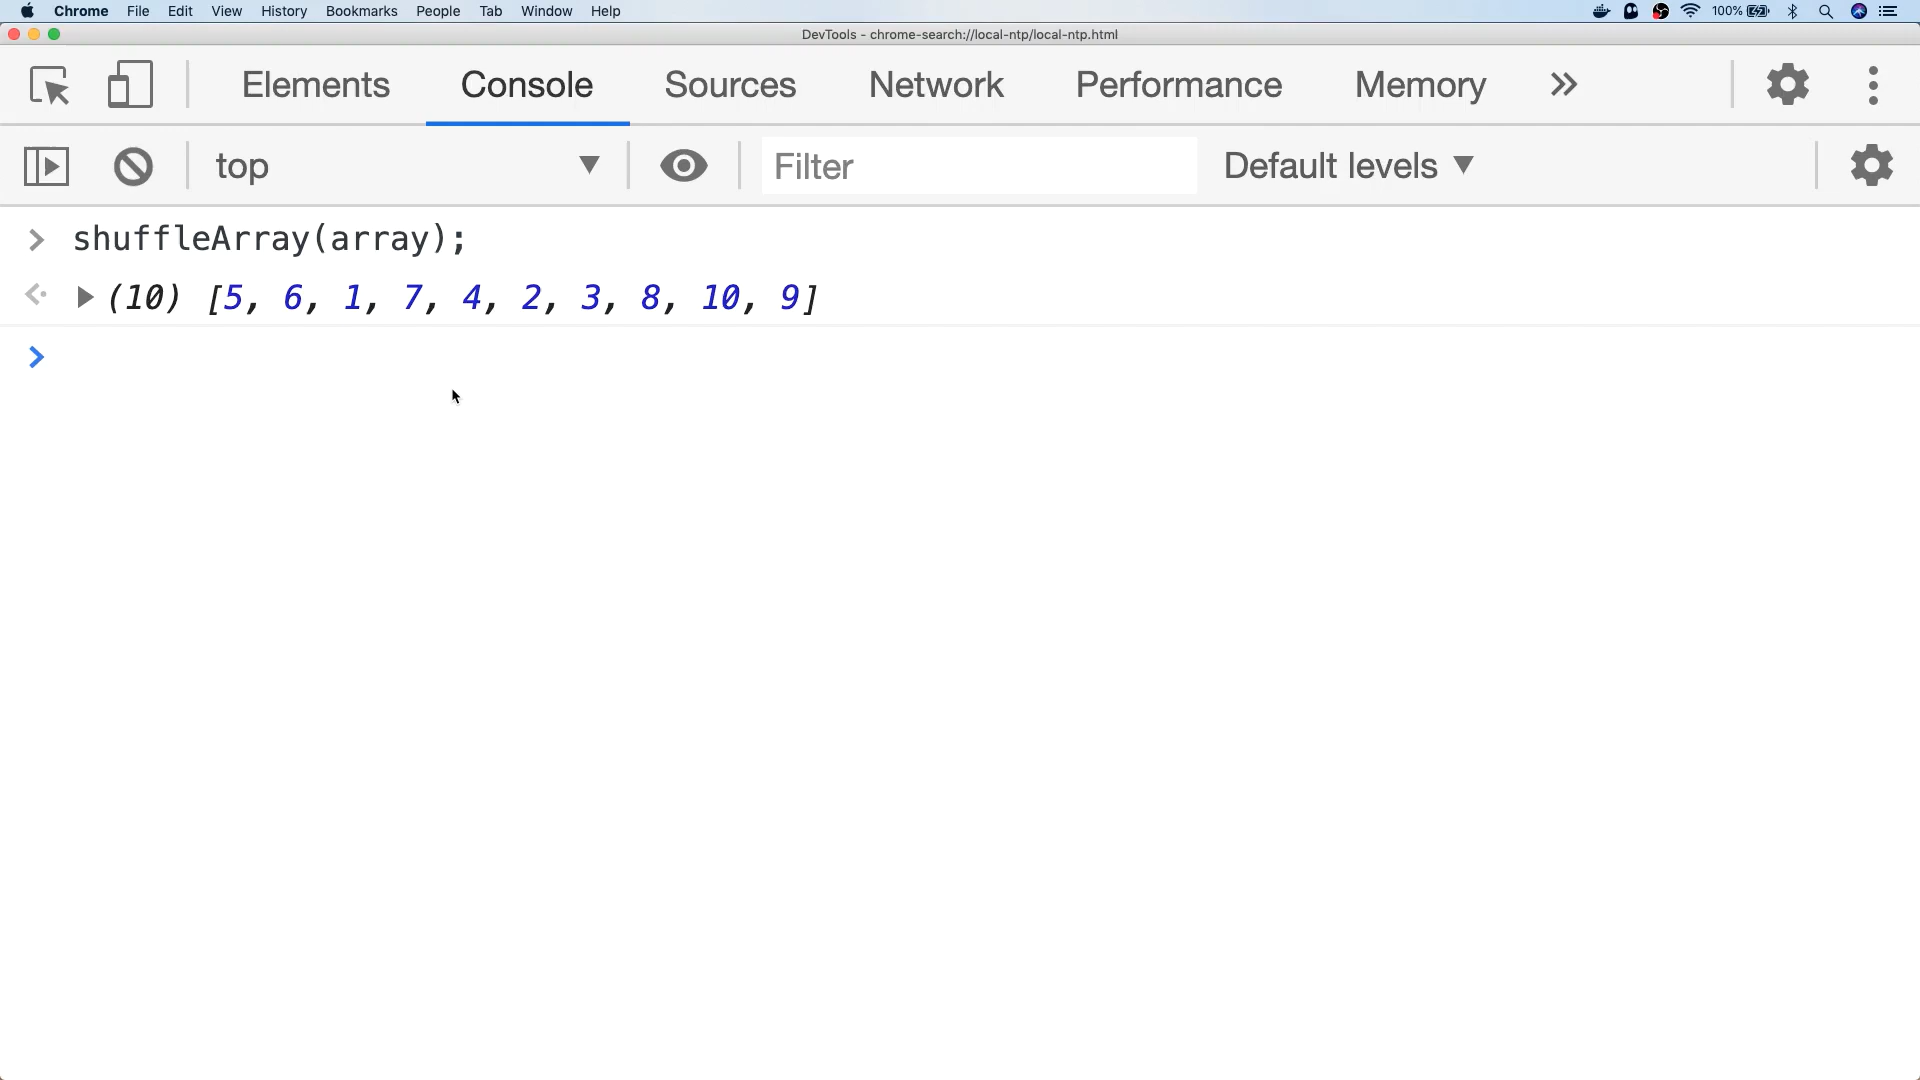 Chrome File Edit View History Bookmarks People Tab Window Help 100%
DevTools - chrome-search://local-ntp/local-ntp.html
Elements Console Sources Network Performance Memory
top Filter Default levels
shuffleArray(array);
(10) [5, 6, 1, 7, 4, 2, 3, 8, 10, 9]